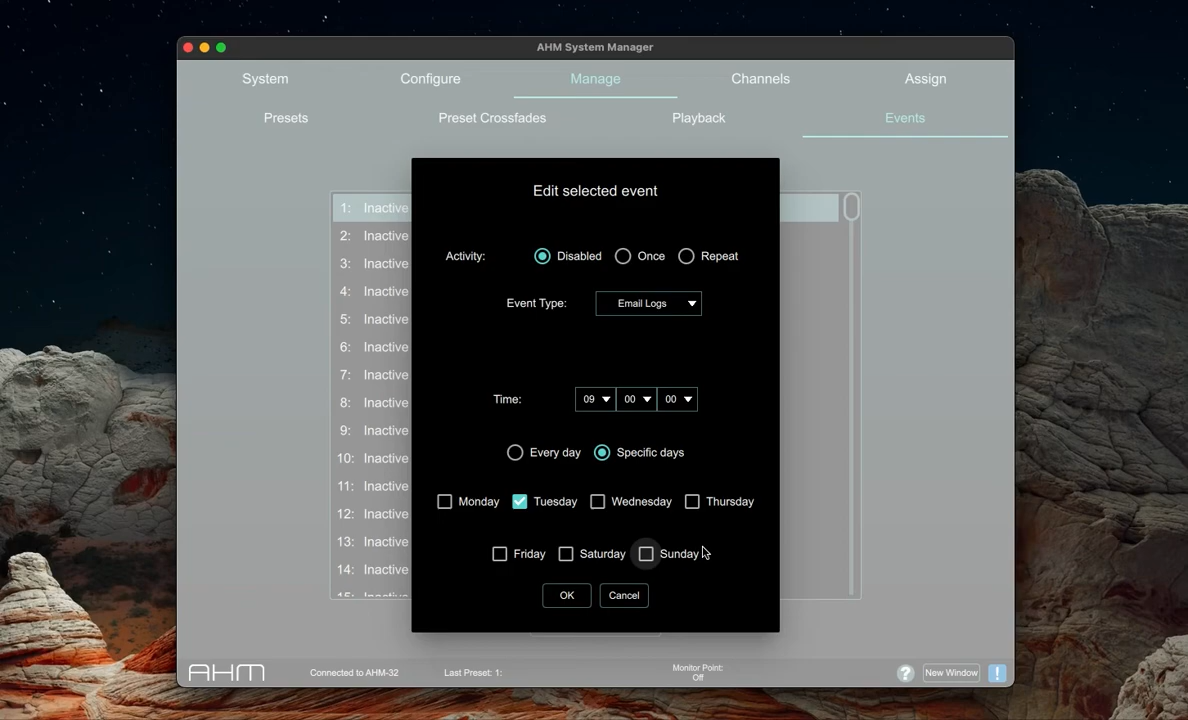 AHM System Manager
System Configure Manage Channels Assign
Presets Preset Crossfades Playback Events
Edit selected event
1: Inactive
2: Inactive
3: Inactive
4: Inactive
5: Inactive
6: Inactive
7: Inactive
8: Inactive
9: Inactive
10: Inactive
11: Inactive
12: Inactive
13: Inactive
14: Inactive
15: Inactive
Activity: Disabled Once Repeat
Event Type: Email Logs
Time: 09 00 00
Every day Specific days
Monday Tuesday Wednesday Thursday
Friday Saturday Sunday
OK Cancel
AHM Connected to AHM-32 Last Preset: 1: Monitor Point: ? New Window !
Off